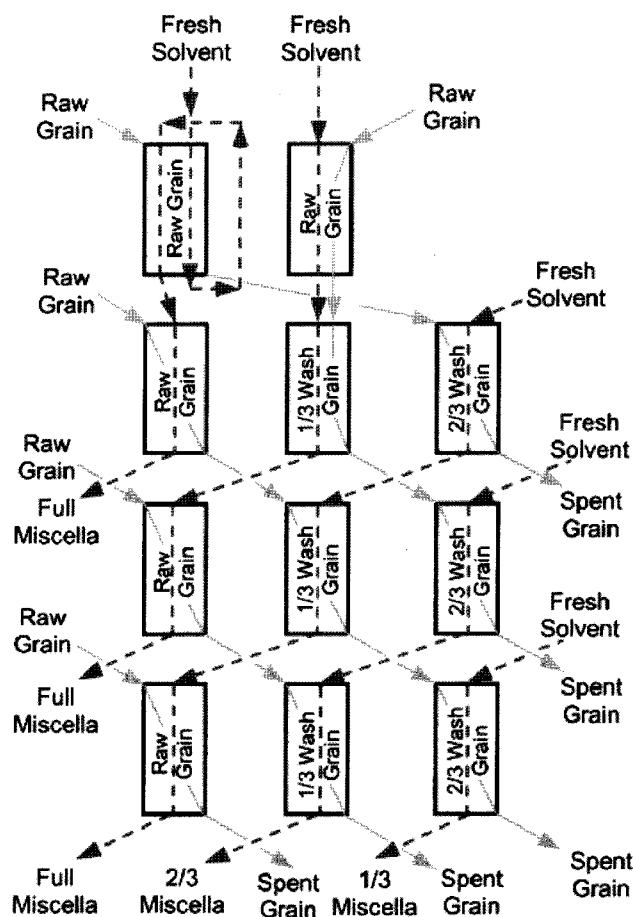 Fresh
Solvent
Fresh
Solvent
Raw
Grain
Raw
Grain
Raw Grain
Raw
Grain
Raw
Grain
Fresh
Solvent
Raw
Grain
1/3 Wash
Grain
2/3 Wash
Grain
Raw
Grain
Fresh
Solvent
Full
Miscella
Spent
Grain
Raw
Grain
1/3 Wash
Grain
2/3 Wash
Grain
Raw
Grain
Fresh
Solvent
Full
Miscella
Spent
Grain
Raw
Grain
1/3 Wash
Grain
2/3 Wash
Grain
Full
Miscella
2/3
Miscella
Spent
Grain
1/3
Miscella
Spent
Grain
Spent
Grain